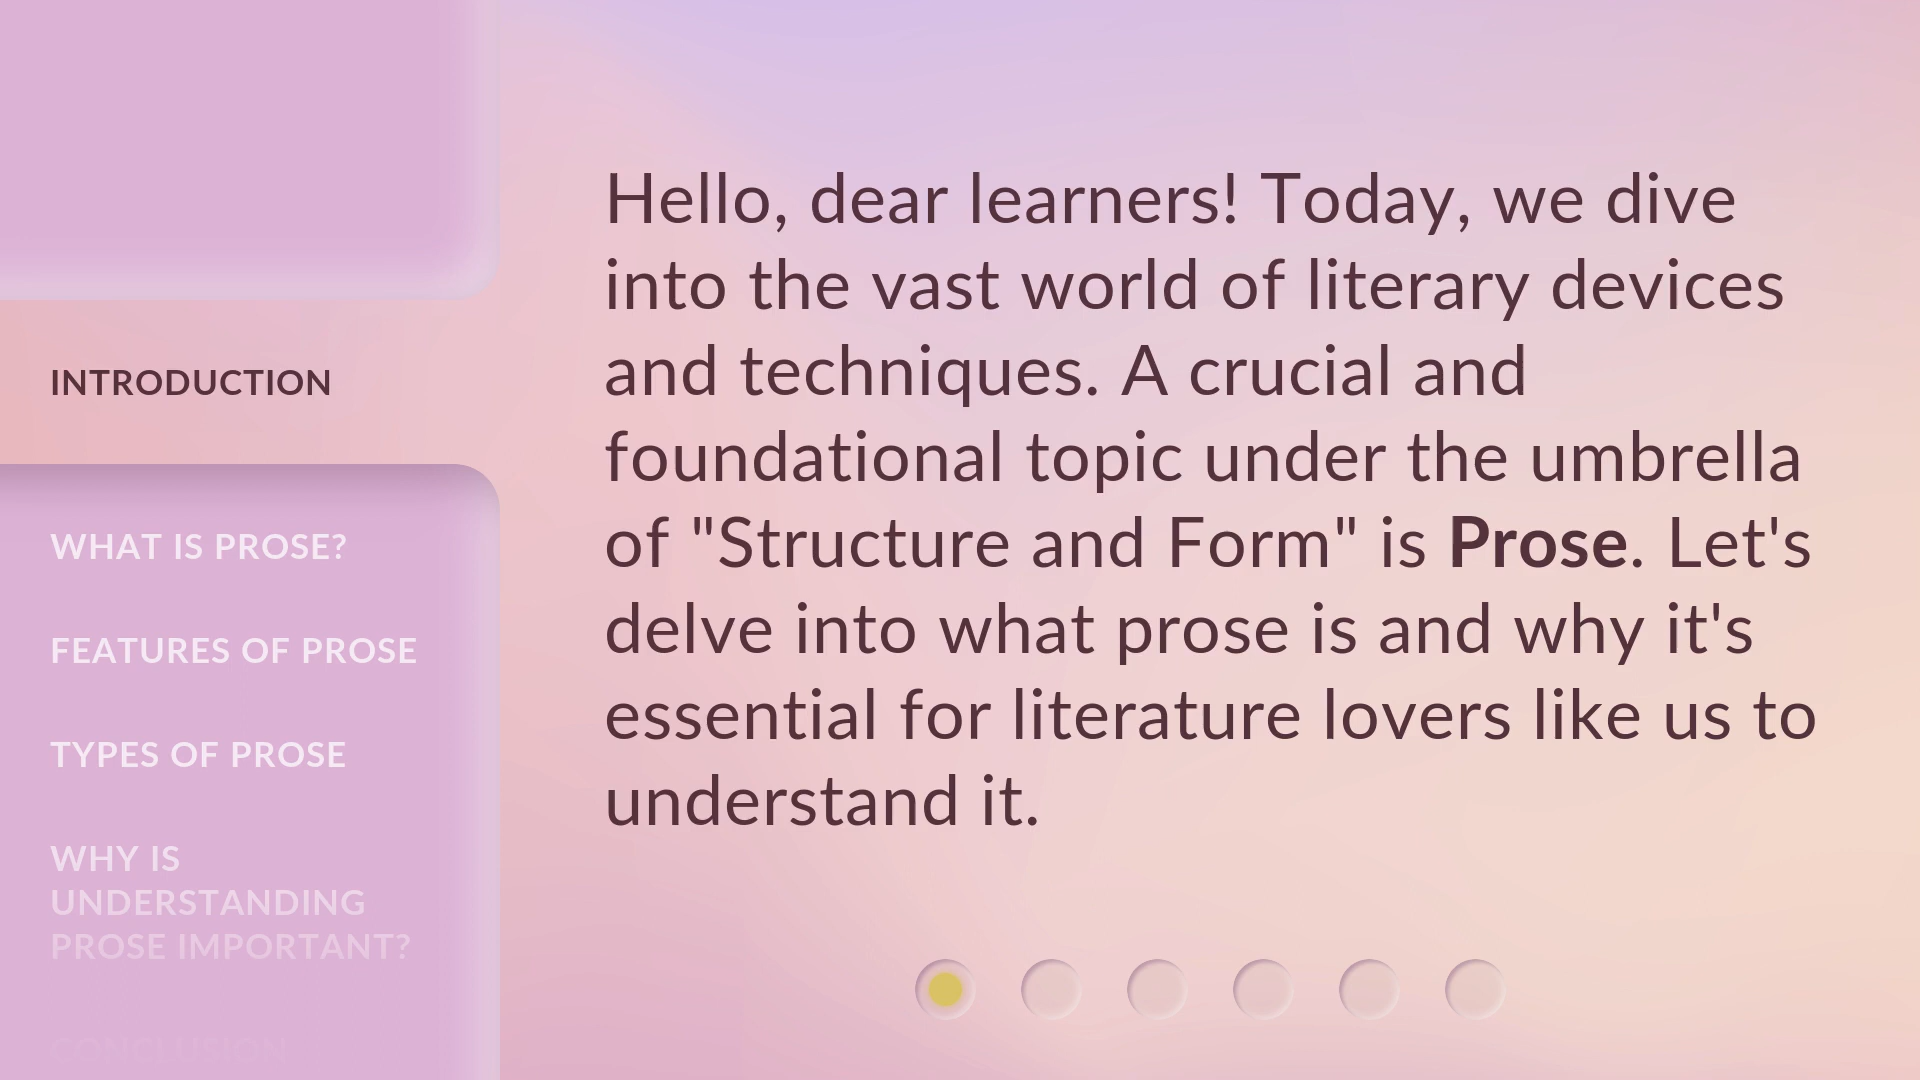 INTRODUCTION
WHAT IS PROSE?
FEATURES OF PROSE
TYPES OF PROSE
WHY IS
UNDERSTANDING
PROSE IMPORTANT?
CONCLUSION
Hello, dear learners! Today, we dive
into the vast world of literary devices
and techniques. A crucial and
foundational topic under the umbrella
of "Structure and Form" is Prose. Let's
delve into what prose is and why it's
essential for literature lovers like us to
understand it.